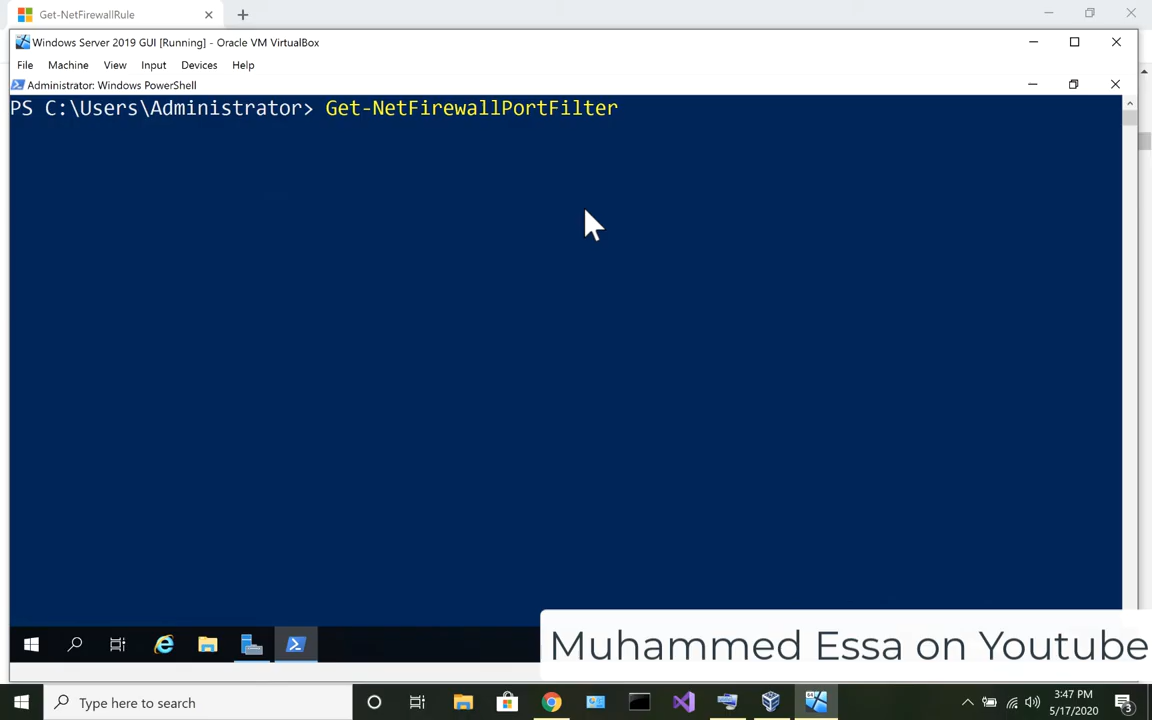 Get-NetFirewallRule
Windows Server 2019 GUI [Running] - Oracle VM VirtualBox
File Machine View Input Devices Help
Administrator: Windows PowerShell
PS C:\Users\Administrator> Get-NetFirewallPortFilter
Muhammed Essa on Youtube
Type here to search
3:47 PM
5/17/2020
3